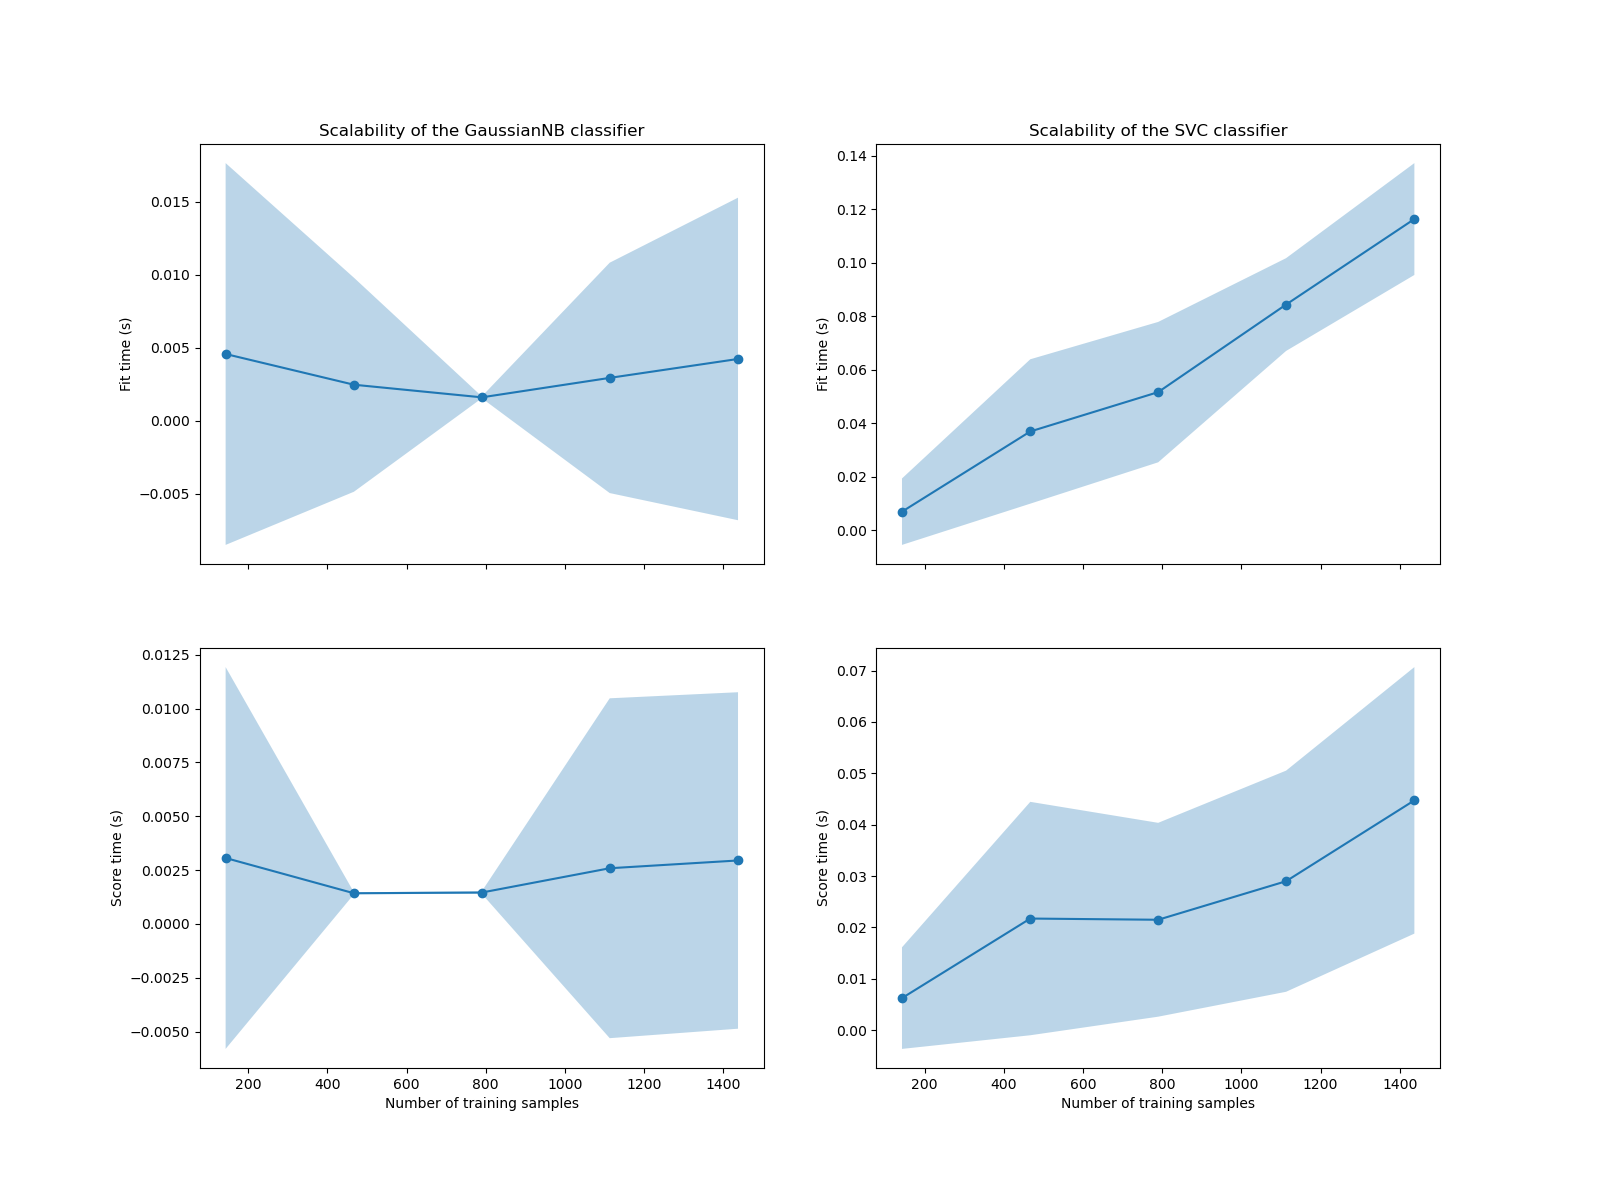 Scalability of the GaussianNB classifier
Scalability of the SVC classifier
Fit time (s)
0.015
0.010
0.005
0.000
−0.005
Fit time (s)
0.14
0.12
0.10
0.08
0.06
0.04
0.02
0.00
Score time (s)
0.0125
0.0100
0.0075
0.0050
0.0025
0.0000
−0.0025
−0.0050
200 400 600 800 1000 1200 1400
Number of training samples
Score time (s)
0.07
0.06
0.05
0.04
0.03
0.02
0.01
0.00
200 400 600 800 1000 1200 1400
Number of training samples